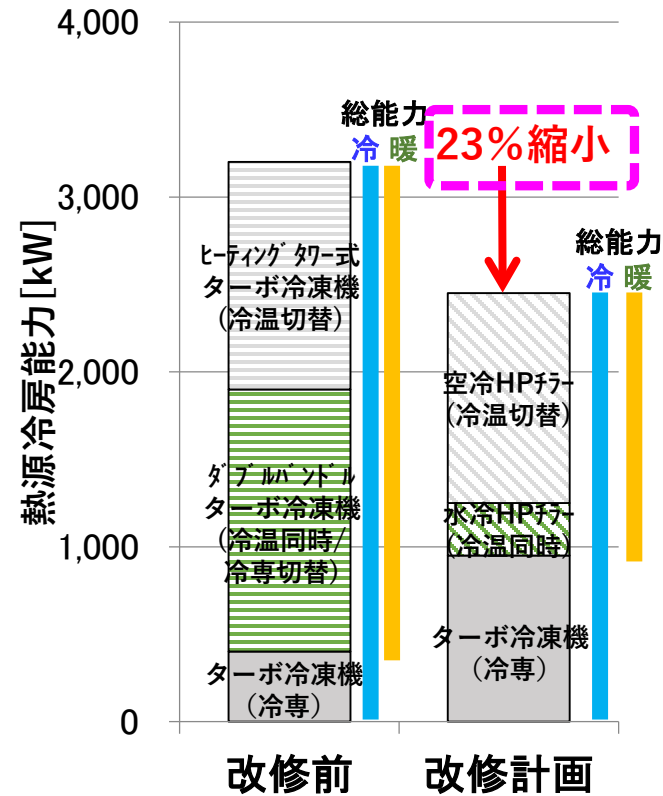 熱源冷房能力[kW]
4,000
3,000
2,000
1,000
0
総能力
冷 暖
23%縮小
ﾋｰﾃｨﾝｸﾞﾀﾜｰ式
ターボ冷凍機
(冷温切替)
ﾀﾞﾌﾞﾙﾊﾞﾝﾄﾞﾙ
ターボ冷凍機
(冷温同時/
冷専切替)
ターボ冷凍機
(冷専)
総能力
冷 暖
空冷HPﾁﾗｰ
(冷温切替)
水冷HPﾁﾗｰ
(冷温同時)
ターボ冷凍機
(冷専)
改修前
改修計画